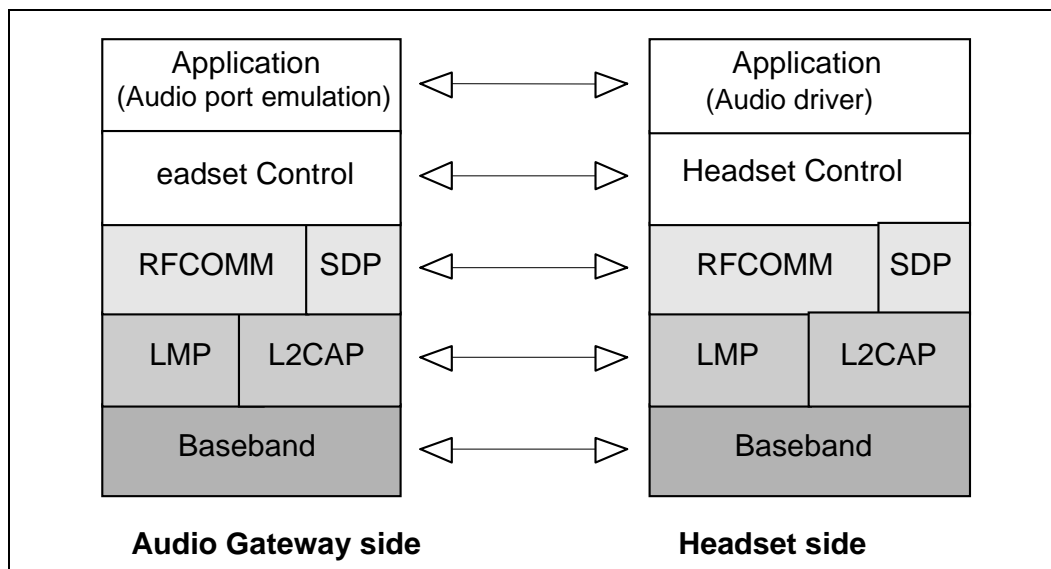 Application
(Audio port emulation)
eadset Control
RFCOMM SDP
LMP L2CAP
Baseband
Audio Gateway side
Application
(Audio driver)
Headset Control
RFCOMM SDP
LMP L2CAP
Baseband
Headset side